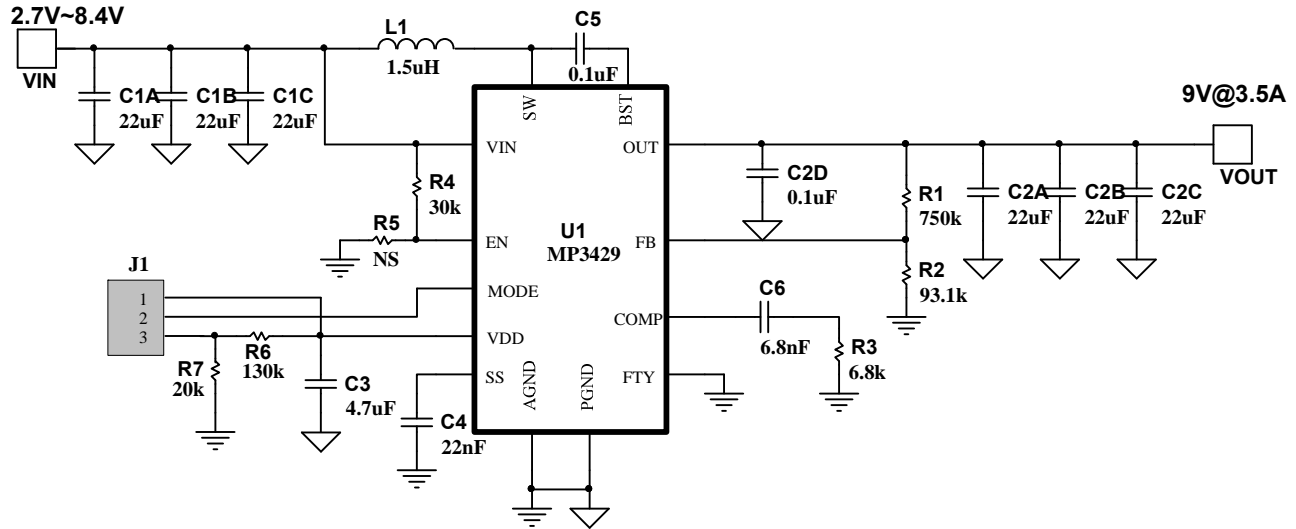 2.7V~8.4V
VIN
C1A
22uF
C1B
22uF
C1C
22uF
L1
1.5uH
C5
0.1uF
SW
BST
9V@3.5A
VOUT
VIN
OUT
R4
30k
C2D
0.1uF
R1
750k
C2A
22uF
C2B
22uF
C2C
22uF
R5
NS
EN
U1
MP3429
FB
R2
93.1k
J1
1
2
3
MODE
VDD
R7
20k
R6
130k
C3
4.7uF
COMP
C6
6.8nF
R3
6.8k
SS
FTY
C4
22nF
AGND
PGND